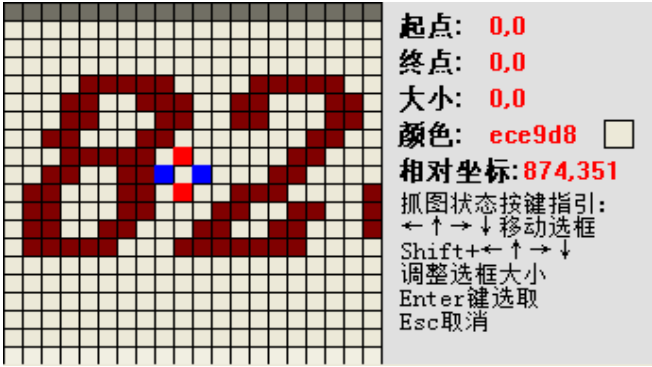 82
起点: 0,0
终点: 0,0
大小: 0,0
颜色: ece9d8
相对坐标:874,351
抓图状态按键指引:
←↑→↓移动选框
Shift+←↑→↓
调整选框大小
Enter键选取
Esc取消